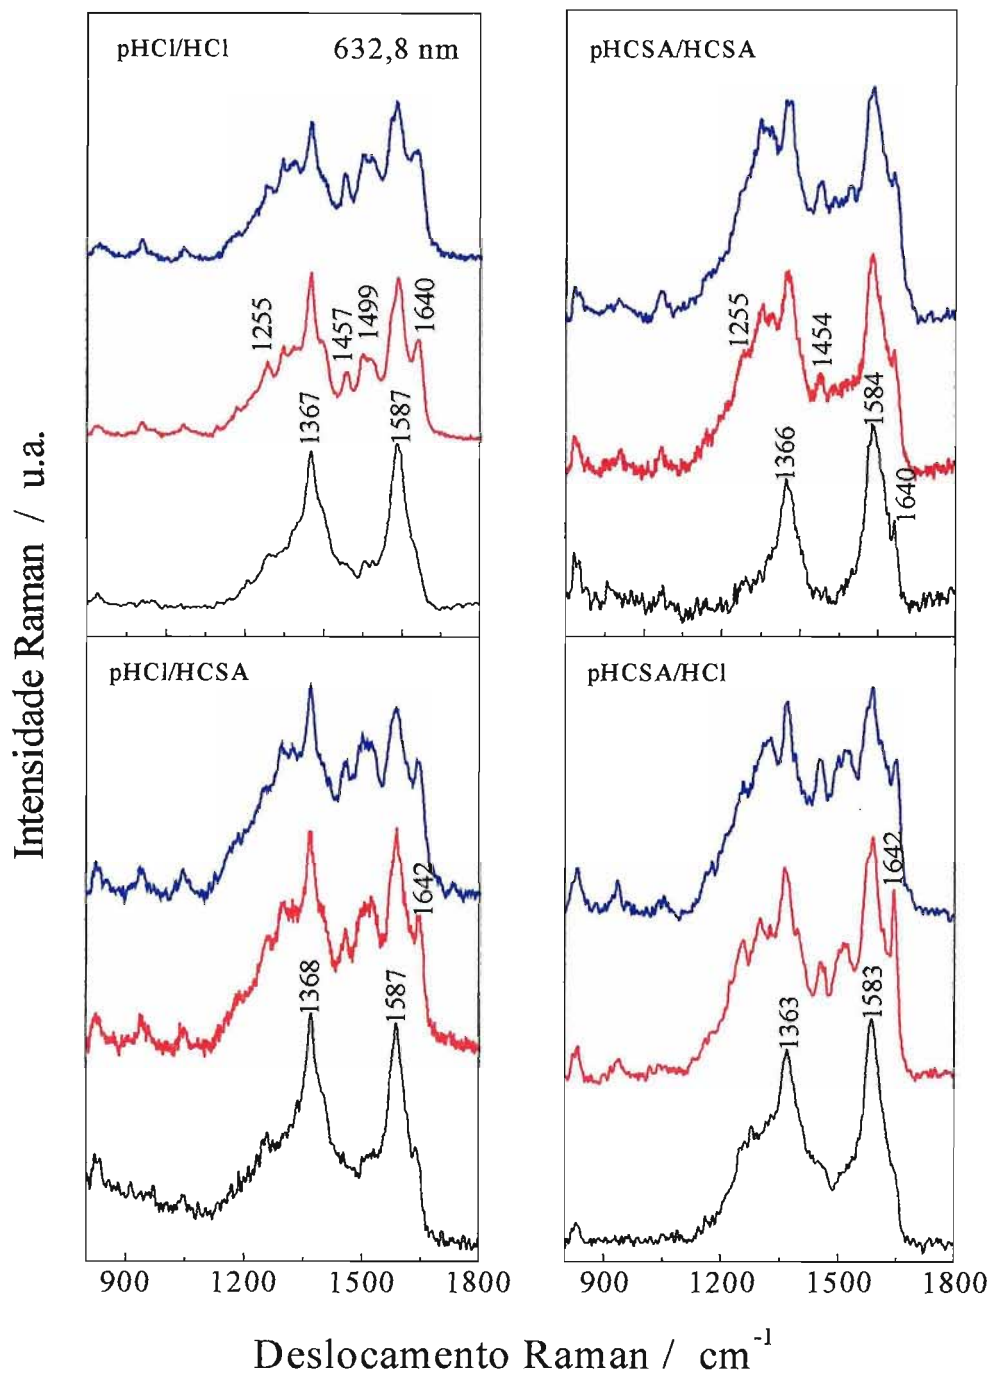 pHCl/HCl
632,8 nm
1255
1367
1457
1499
1587
1640
pHCSA/HCSA
1255
1366
1454
1584
1640
Intensidade Raman / u.a.
pHCl/HCSA
1368
1587
1642
pHCSA/HCl
1363
1583
1642
900 1200 1500 1800
900 1200 1500 1800
Deslocamento Raman / cm⁻¹